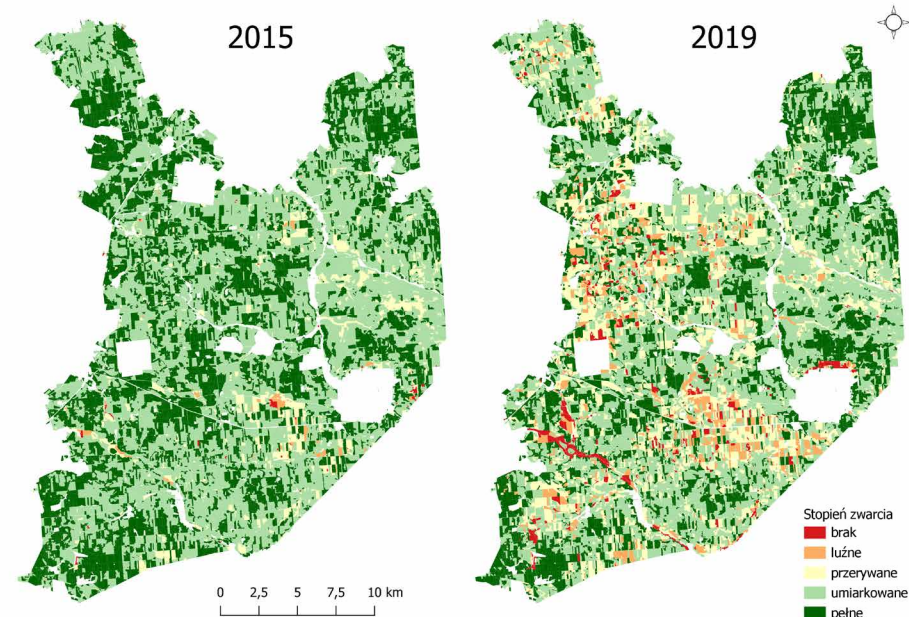 2015
2019
0 2,5 5 7,5 10 km
Stopień zwarcia
brak
luźne
przerywane
umiarkowane
pełne